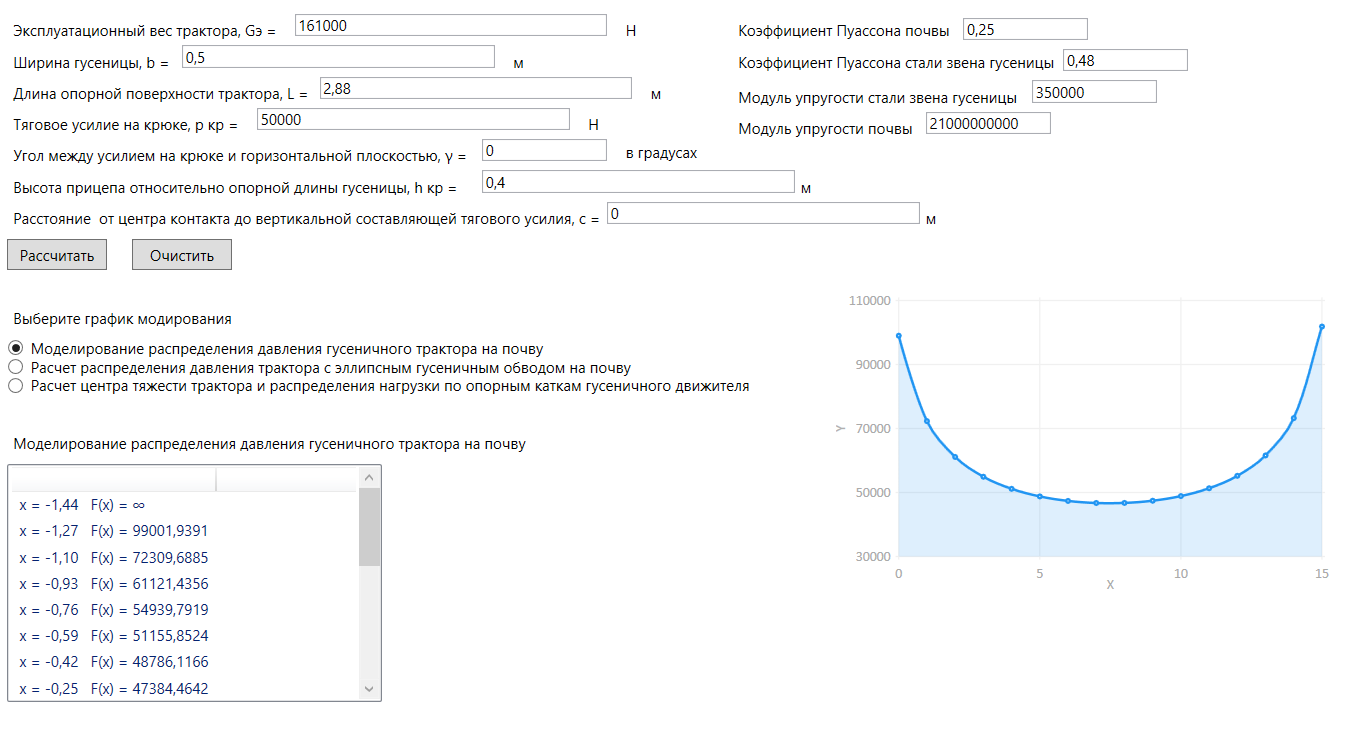 Эксплуатационный вес трактора, Gэ = 161000 Н
Ширина гусеницы, b = 0,5 м
Длина опорной поверхности трактора, L = 2,88 м
Тяговое усилие на крюке, p кр = 50000 Н
Угол между усилием на крюке и горизонтальной плоскостью, γ = 0 в градусах
Высота прицепа относительно опорной длины гусеницы, h кр = 0,4 м
Расстояние от центра контакта до вертикальной составляющей тягового усилия, с = 0 м
Коэффициент Пуассона почвы 0,25
Коэффициент Пуассона стали звена гусеницы 0,48
Модуль упругости стали звена гусеницы 350000
Модуль упругости почвы 21000000000
Рассчитать Очистить
Выберите график модирования
Моделирование распределения давления гусеничного трактора на почву
Расчет распределения давления трактора с эллипсным гусеничным обводом на почву
Расчет центра тяжести трактора и распределения нагрузки по опорным каткам гусеничного движителя
Моделирование распределения давления гусеничного трактора на почву
x = -1,44 F(x) = ∞
x = -1,27 F(x) = 99001,9391
x = -1,10 F(x) = 72309,6885
x = -0,93 F(x) = 61121,4356
x = -0,76 F(x) = 54939,7919
x = -0,59 F(x) = 51155,8524
x = -0,42 F(x) = 48786,1166
x = -0,25 F(x) = 47384,4642
110000
90000
Y
70000
50000
30000
0 5 10 15
X